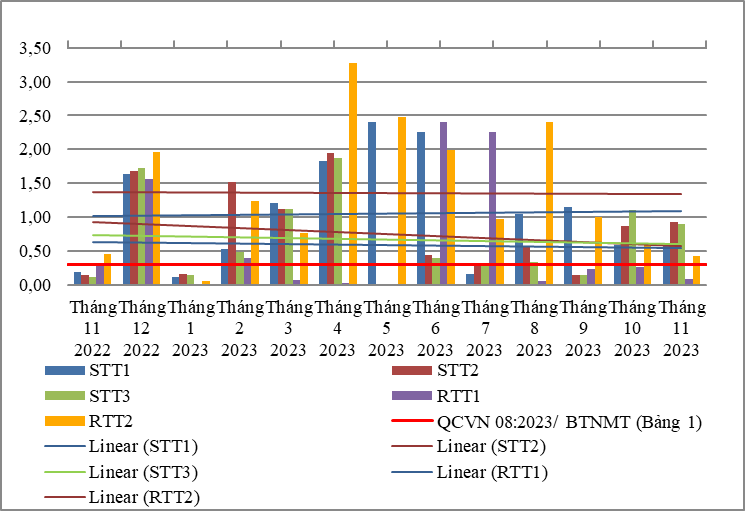 3,50
3,00
2,50
2,00
1,50
1,00
0,50
0,00
Tháng Tháng Tháng Tháng Tháng Tháng Tháng Tháng Tháng Tháng Tháng Tháng Tháng
11 12 1 2 3 4 5 6 7 8 9 10 11
2022 2022 2023 2023 2023 2023 2023 2023 2023 2023 2023 2023 2023
STT1 STT2
STT3 RTT1
RTT2 QCVN 08:2023/ BTNMT (Bảng 1)
Linear (STT1) Linear (STT2)
Linear (STT3) Linear (RTT1)
Linear (RTT2)